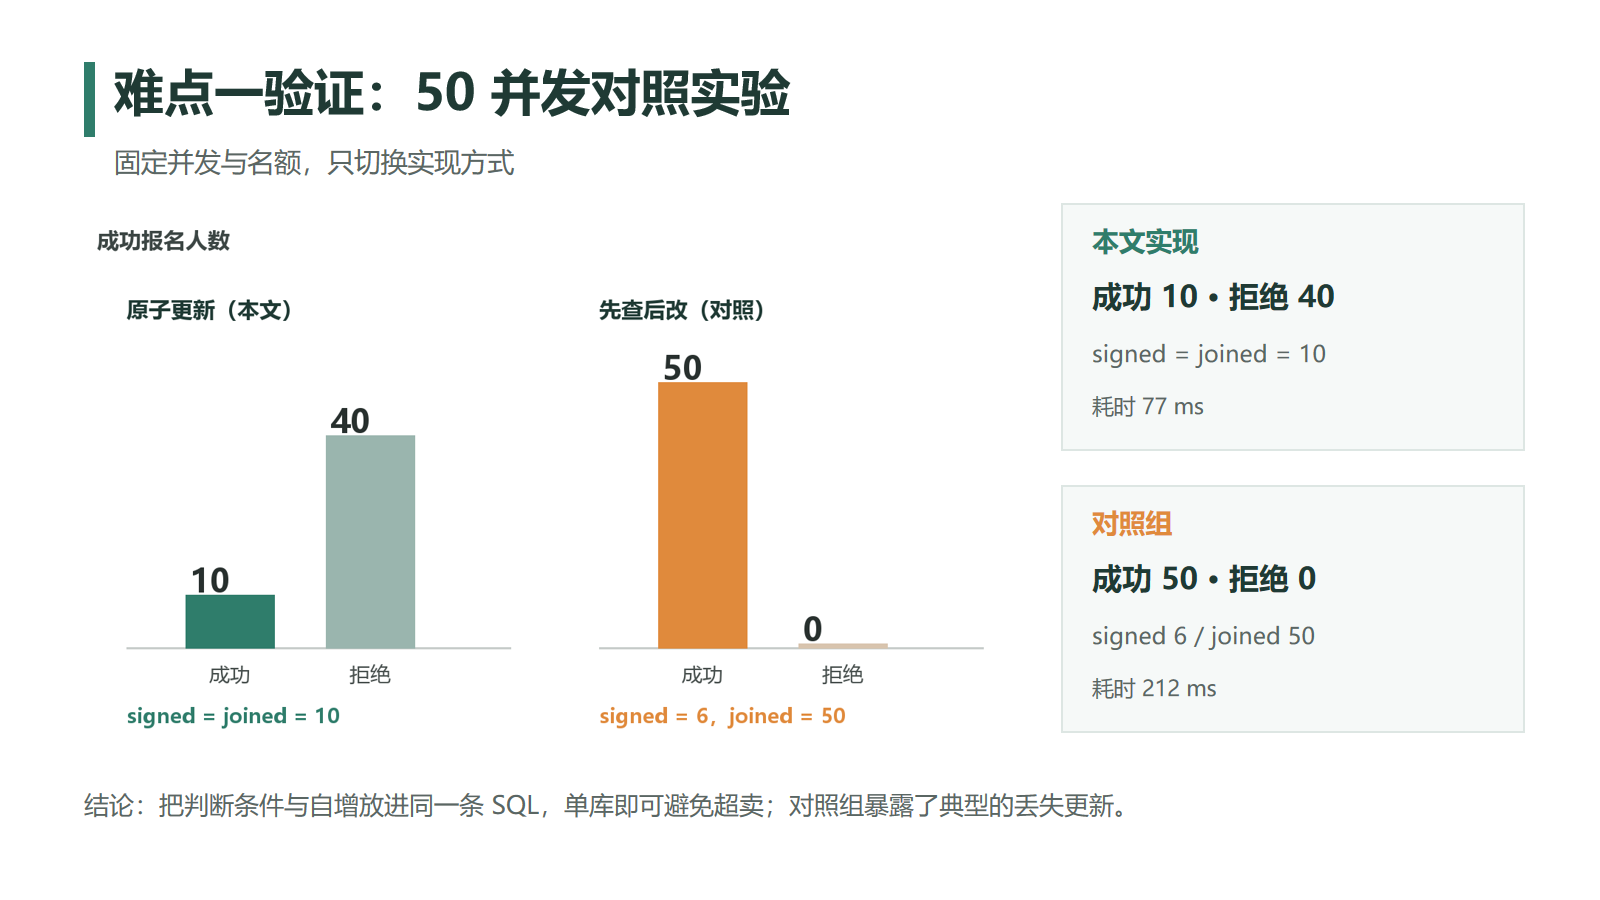 难点一验证：50 并发对照实验
固定并发与名额，只切换实现方式
成功报名人数
原子更新（本文）
10
40
成功
拒绝
signed = joined = 10
先查后改（对照）
50
0
成功
拒绝
signed = 6，joined = 50
本文实现
成功 10 • 拒绝 40
signed = joined = 10
耗时 77 ms
对照组
成功 50 • 拒绝 0
signed 6 / joined 50
耗时 212 ms
结论：把判断条件与自增放进同一条 SQL，单库即可避免超卖；对照组暴露了典型的丢失更新。